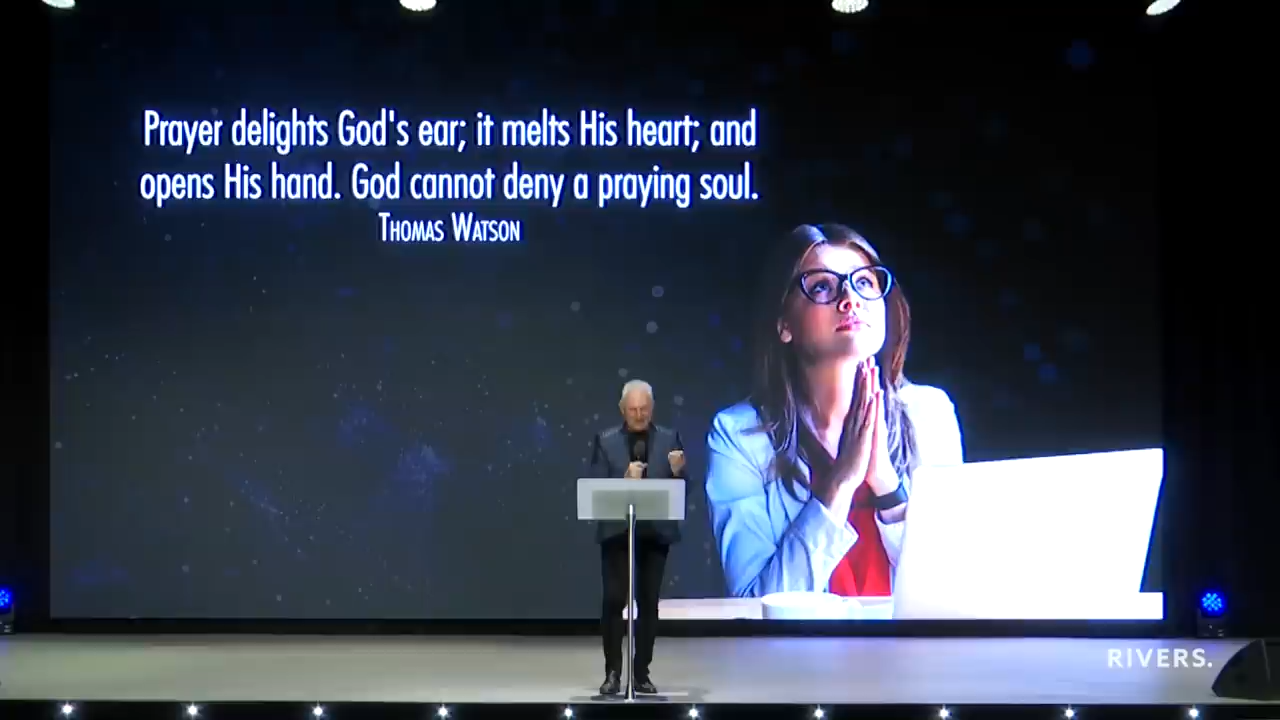 Prayer delights God's ear; it melts His heart; and
opens His hand. God cannot deny a praying soul.
THOMAS WATSON
RIVERS.